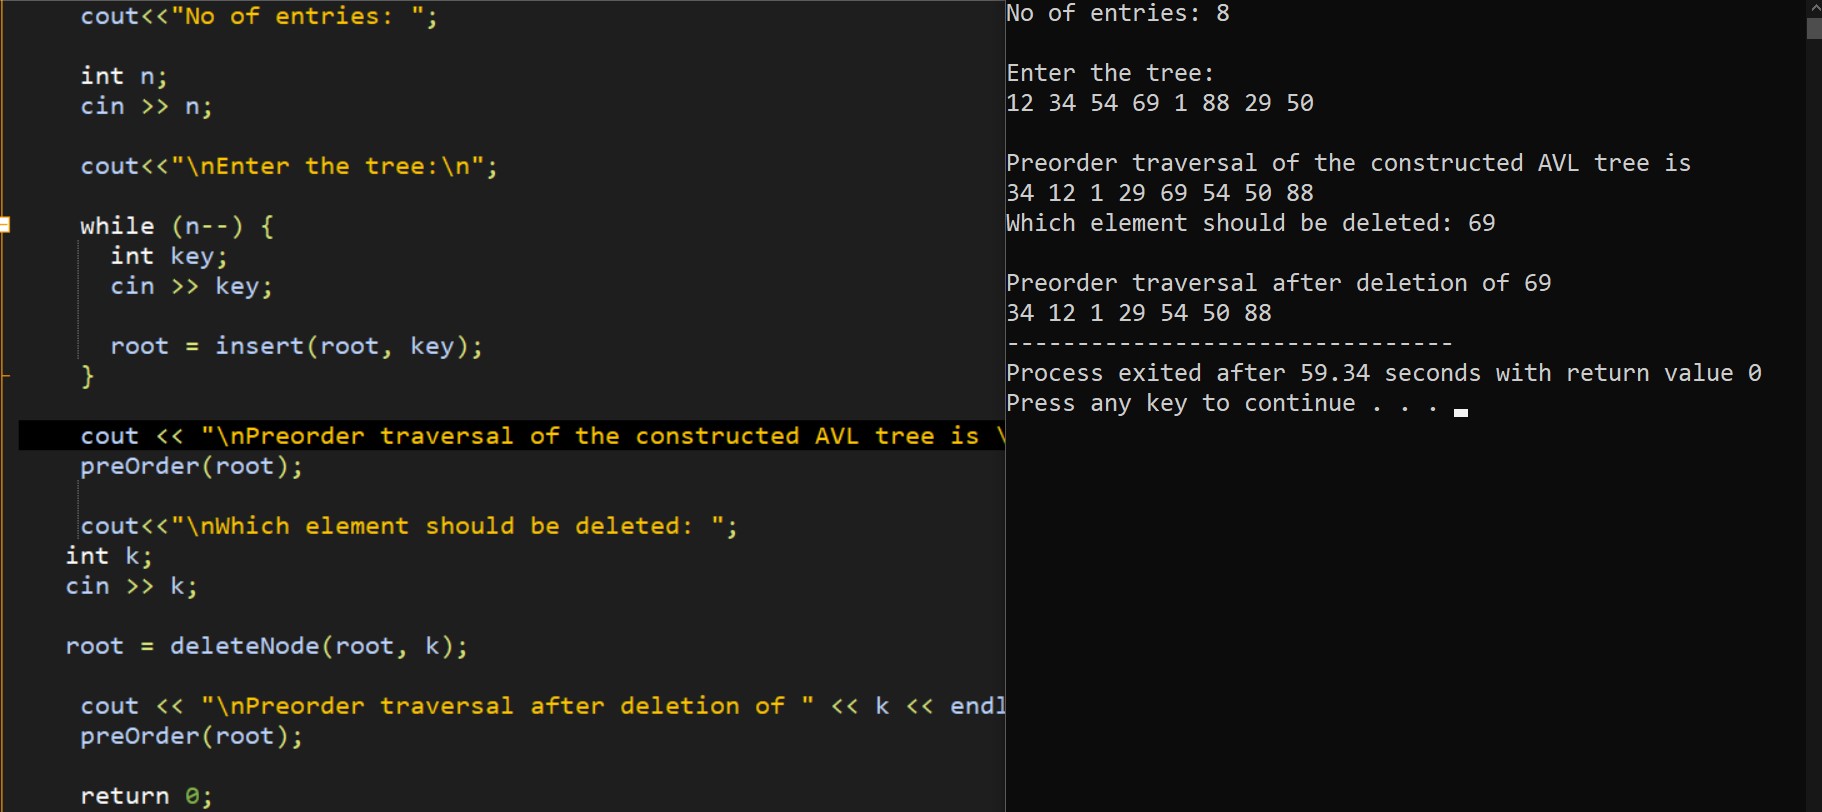 cout<<"No of entries: ";
int n;
cin >> n;
cout<<"\nEnter the tree:\n";
while (n--) {
int key;
cin >> key;
root = insert(root, key);
}
cout << "\nPreorder traversal of the constructed AVL tree is \
preOrder(root);
cout<<"\nWhich element should be deleted: ";
int k;
cin >> k;
root = deleteNode(root, k);
cout << "\nPreorder traversal after deletion of " << k << endl
preOrder(root);
return 0;
No of entries: 8
Enter the tree:
12 34 54 69 1 88 29 50
Preorder traversal of the constructed AVL tree is
34 12 1 29 69 54 50 88
Which element should be deleted: 69
Preorder traversal after deletion of 69
34 12 1 29 54 50 88
--------------------------------
Process exited after 59.34 seconds with return value 0
Press any key to continue . . .